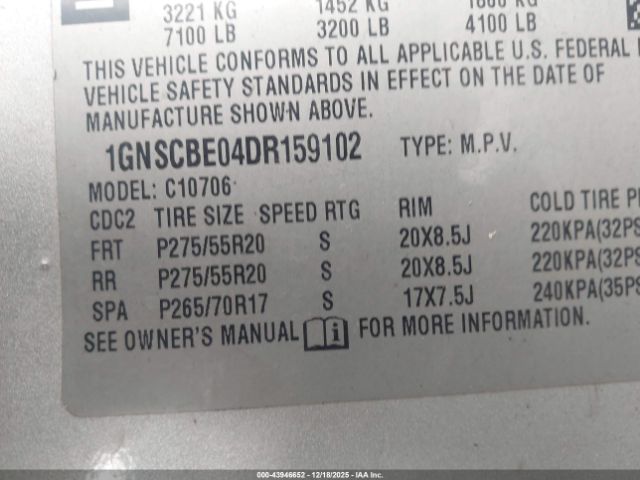 3221 KG 1452 KG 1860 KG
7100 LB 3200 LB 4100 LB
THIS VEHICLE CONFORMS TO ALL APPLICABLE U.S. FEDERAL
VEHICLE SAFETY STANDARDS IN EFFECT ON THE DATE OF
MANUFACTURE SHOWN ABOVE.
1GNSCBE04DR159102 TYPE: M.P.V.
MODEL: C10706
CDC2 TIRE SIZE SPEED RTG RIM COLD TIRE
FRT P275/55R20 S 20X8.5J 220KPA(32PS
RR P275/55R20 S 20X8.5J 220KPA(32PS
SPA P265/70R17 S 17X7.5J 240KPA(35PS
SEE OWNER'S MANUAL i FOR MORE INFORMATION.
000-43946652 - 12/18/2025 - COPART/IAA